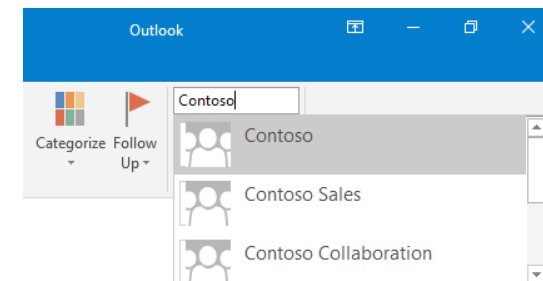 Outlook
Contoso
Categorize Follow
Up
Contoso
Contoso Sales
Contoso Collaboration